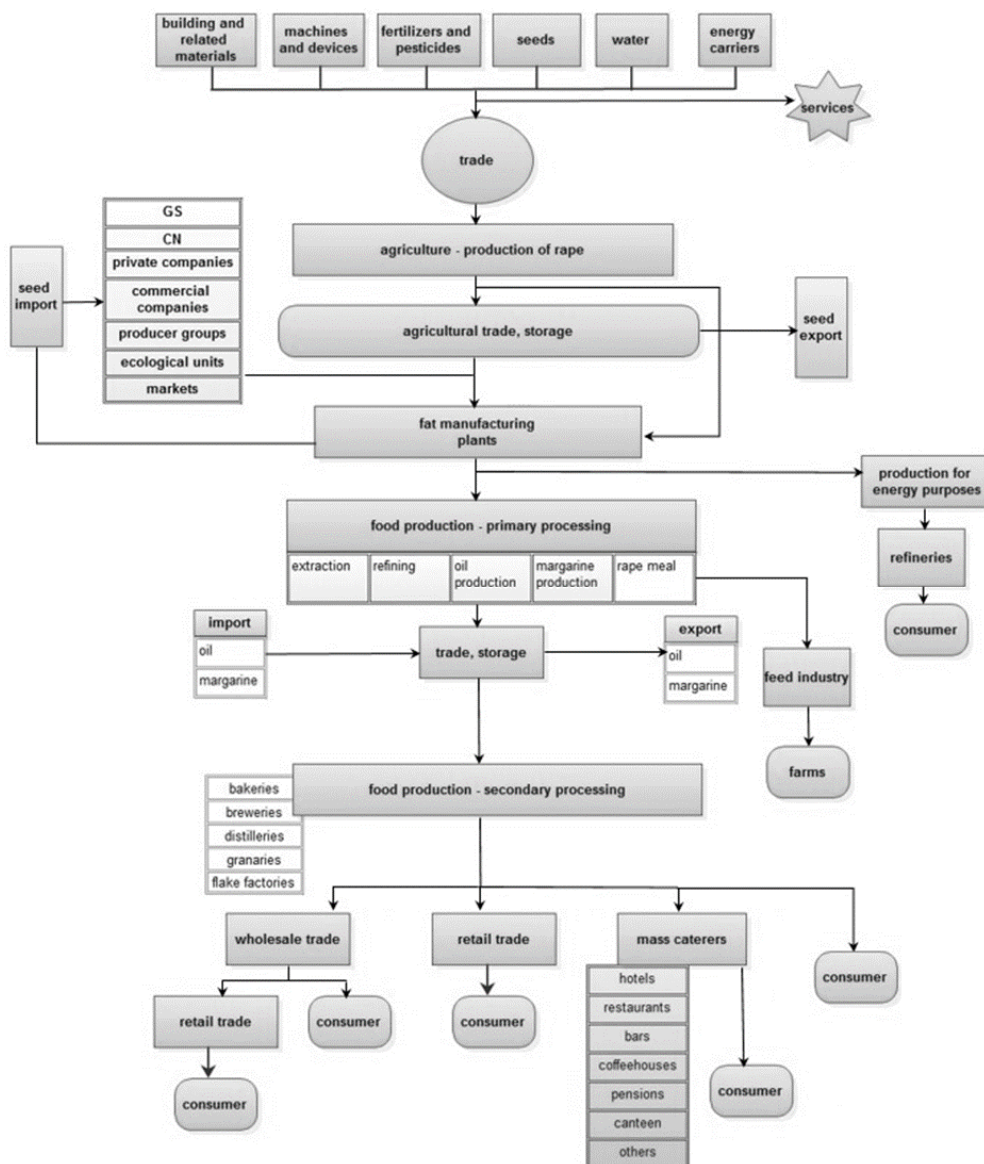 building and
related
materials
machines
and devices
fertilizers and
pesticides
seeds
water
energy
carriers
services
trade
GS
CN
private companies
commercial
companies
producer groups
ecological units
markets
seed
import
agriculture - production of rape
agricultural trade, storage
seed
export
fat manufacturing
plants
production for
energy purposes
refineries
consumer
food production - primary processing
extraction
refining
oil
production
margarine
production
rape meal
import
oil
margarine
trade, storage
export
oil
margarine
feed industry
farms
food production - secondary processing
bakeries
breweries
distilleries
granaries
flake factories
wholesale trade
retail trade
mass caterers
consumer
retail trade
consumer
consumer
consumer
hotels
restaurants
bars
coffeehouses
pensions
canteen
others
consumer